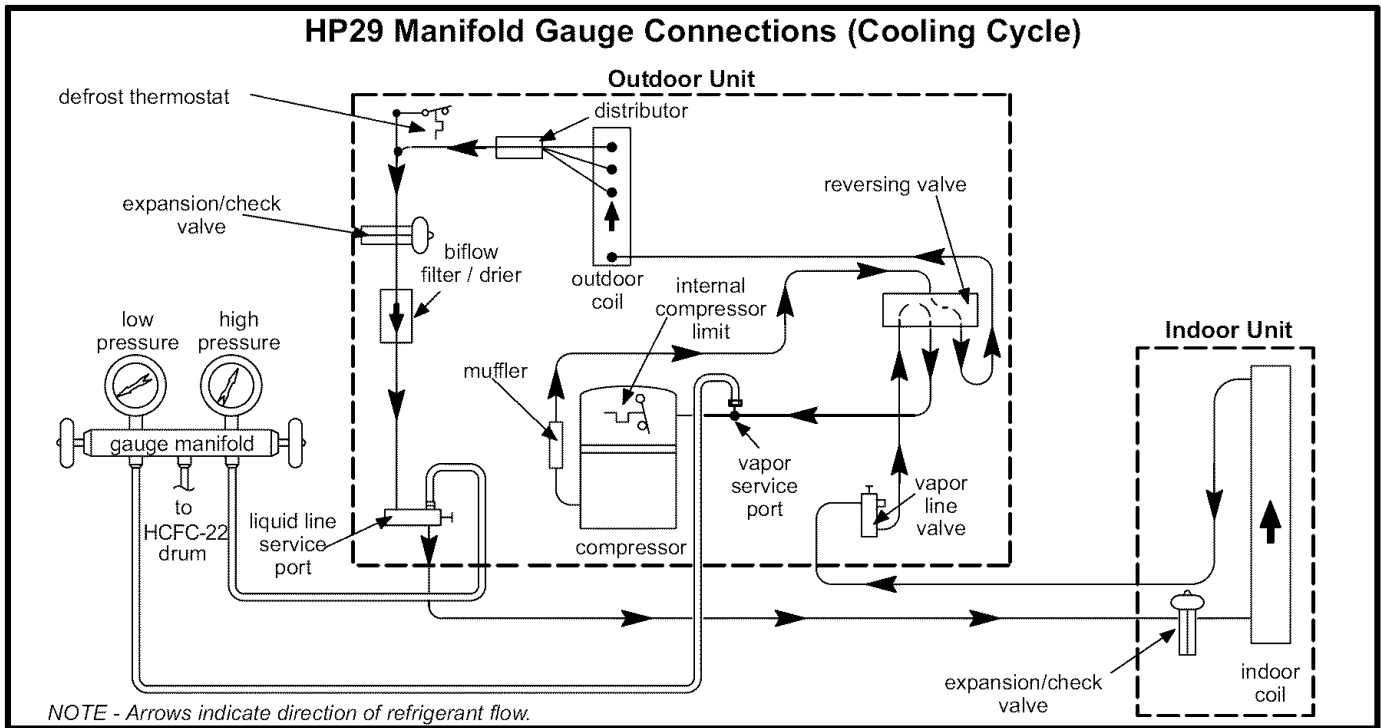 HP29 Manifold Gauge Connections (Cooling Cycle)
Outdoor Unit
defrost thermostat
distributor
reversing valve
expansion/check
valve
biflow
filter / drier
outdoor
coil
internal
compressor
limit
low
pressure
high
pressure
Indoor Unit
muffler
gauge manifold
vapor
service
port
vapor
line
valve
to
HCFC-22
drum
liquid line
service
port
compressor
expansion/check
valve
indoor
coil
NOTE - Arrows indicate direction of refrigerant flow.